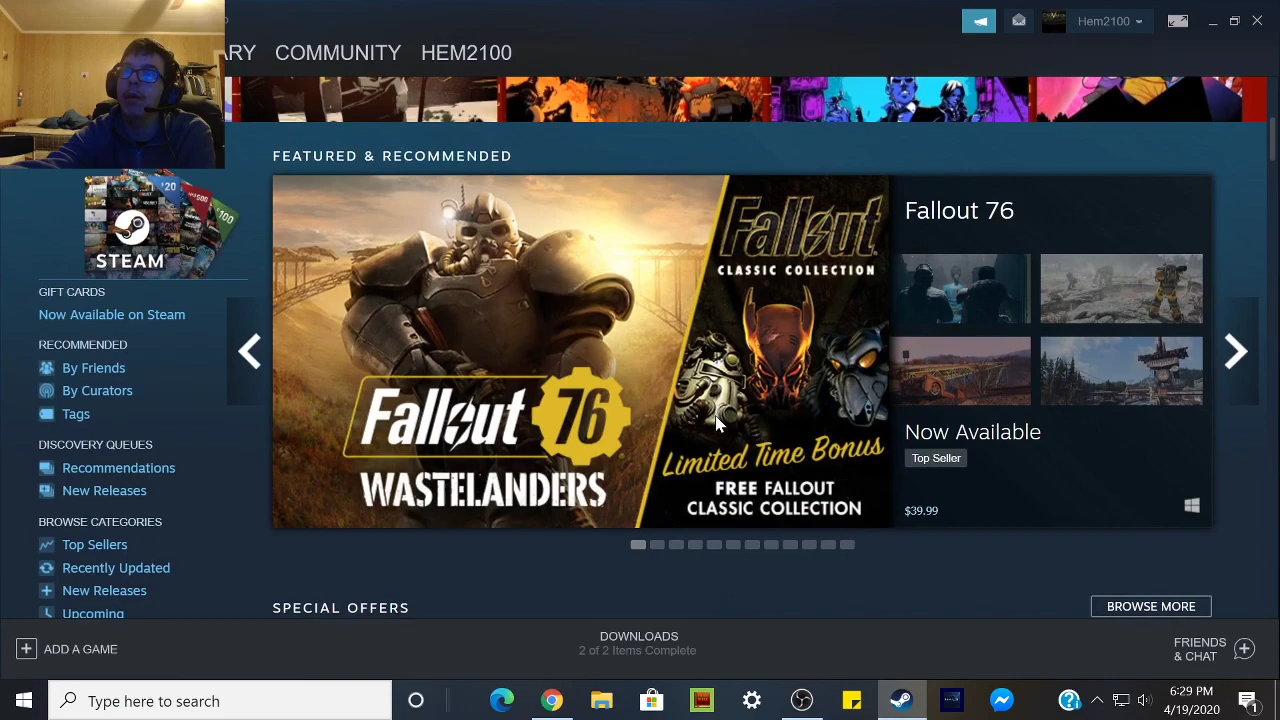 Hem2100
ARY COMMUNITY HEM2100
FEATURED & RECOMMENDED
STEAM
GIFT CARDS
Now Available on Steam
RECOMMENDED
By Friends
By Curators
Tags
DISCOVERY QUEUES
Recommendations
New Releases
BROWSE CATEGORIES
Top Sellers
Recently Updated
New Releases
Upcoming
Fallout 76
WASTELANDERS
Fallout
CLASSIC COLLECTION
Limited Time Bonus
FREE FALLOUT
CLASSIC COLLECTION
Fallout 76
Now Available
Top Seller
$39.99
SPECIAL OFFERS
BROWSE MORE
ADD A GAME
DOWNLOADS
2 of 2 Items Complete
FRIENDS
& CHAT
Type here to search
6:29 PM
4/19/2020
1